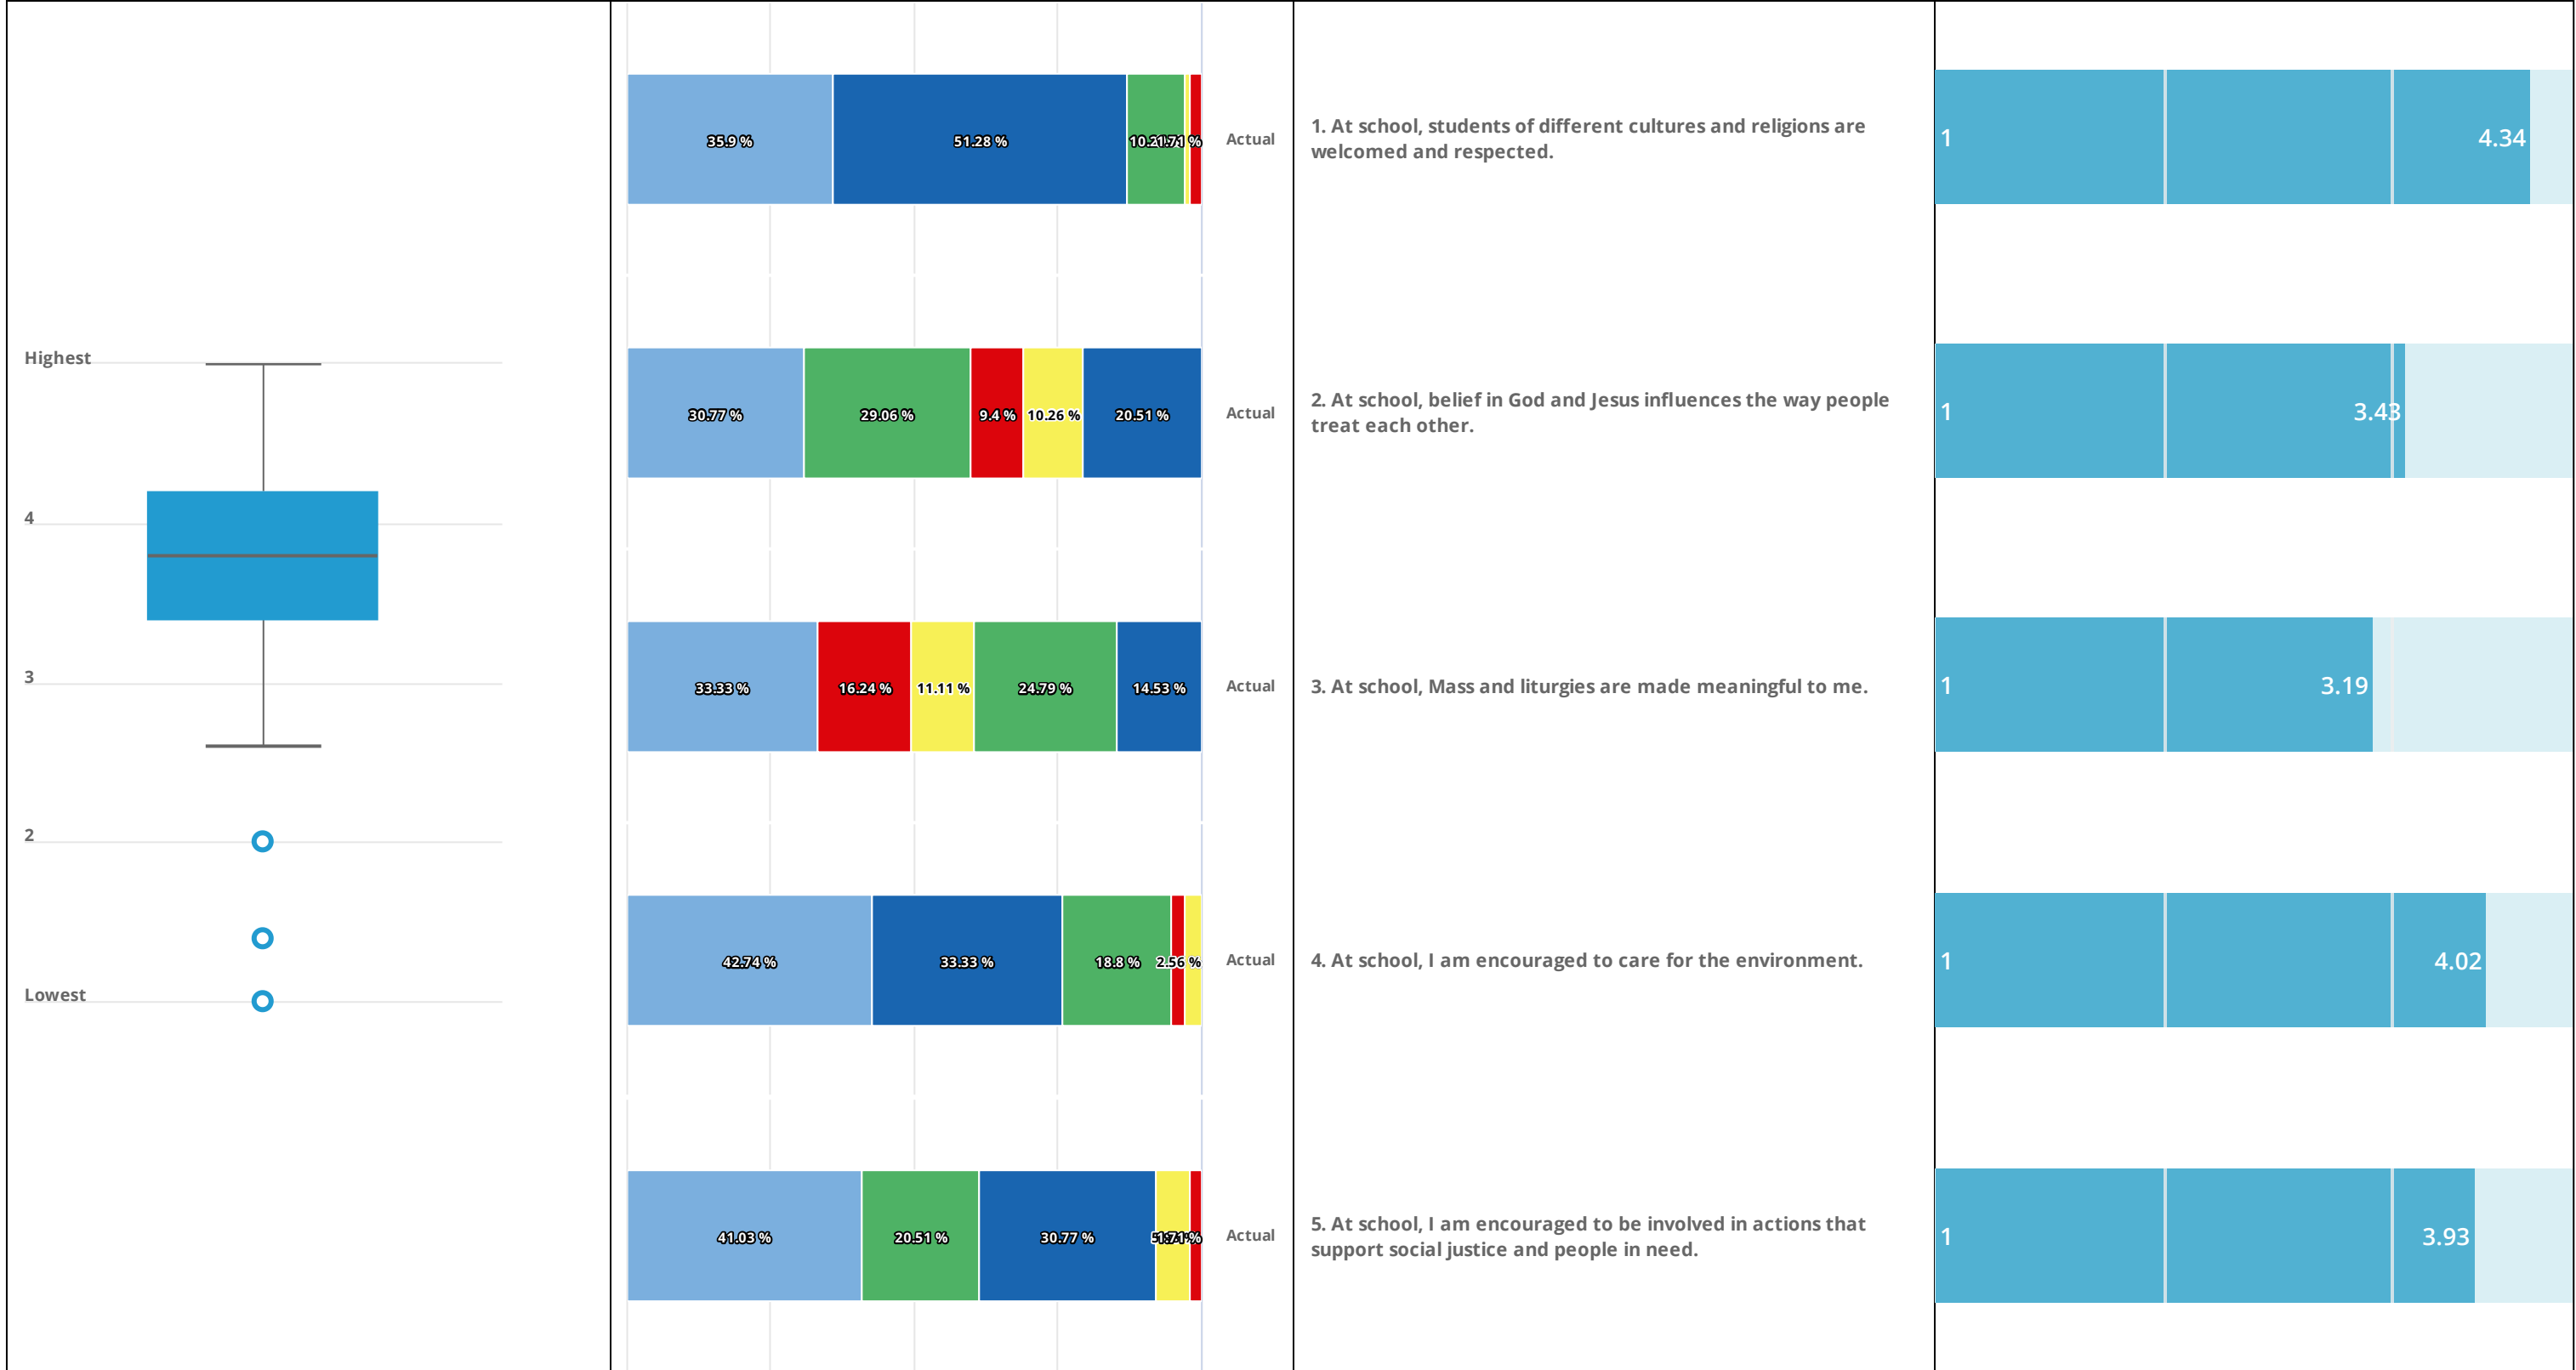 Highest
4
3
2
Lowest
35.9 %
51.28 %
1.71 %
Actual
1. At school, students of different cultures and religions are
welcomed and respected.
1
4.34
30.77 %
29.06 %
9.4 %
10.26 %
20.51 %
Actual
2. At school, belief in God and Jesus influences the way people
treat each other.
1
3.43
33.33 %
16.24 %
11.11 %
24.79 %
14.53 %
Actual
3. At school, Mass and liturgies are made meaningful to me.
1
3.19
42.74 %
33.33 %
18.8 %
2.56 %
Actual
4. At school, I am encouraged to care for the environment.
1
4.02
41.03 %
20.51 %
30.77 %
1.71 %
Actual
5. At school, I am encouraged to be involved in actions that
support social justice and people in need.
1
3.93